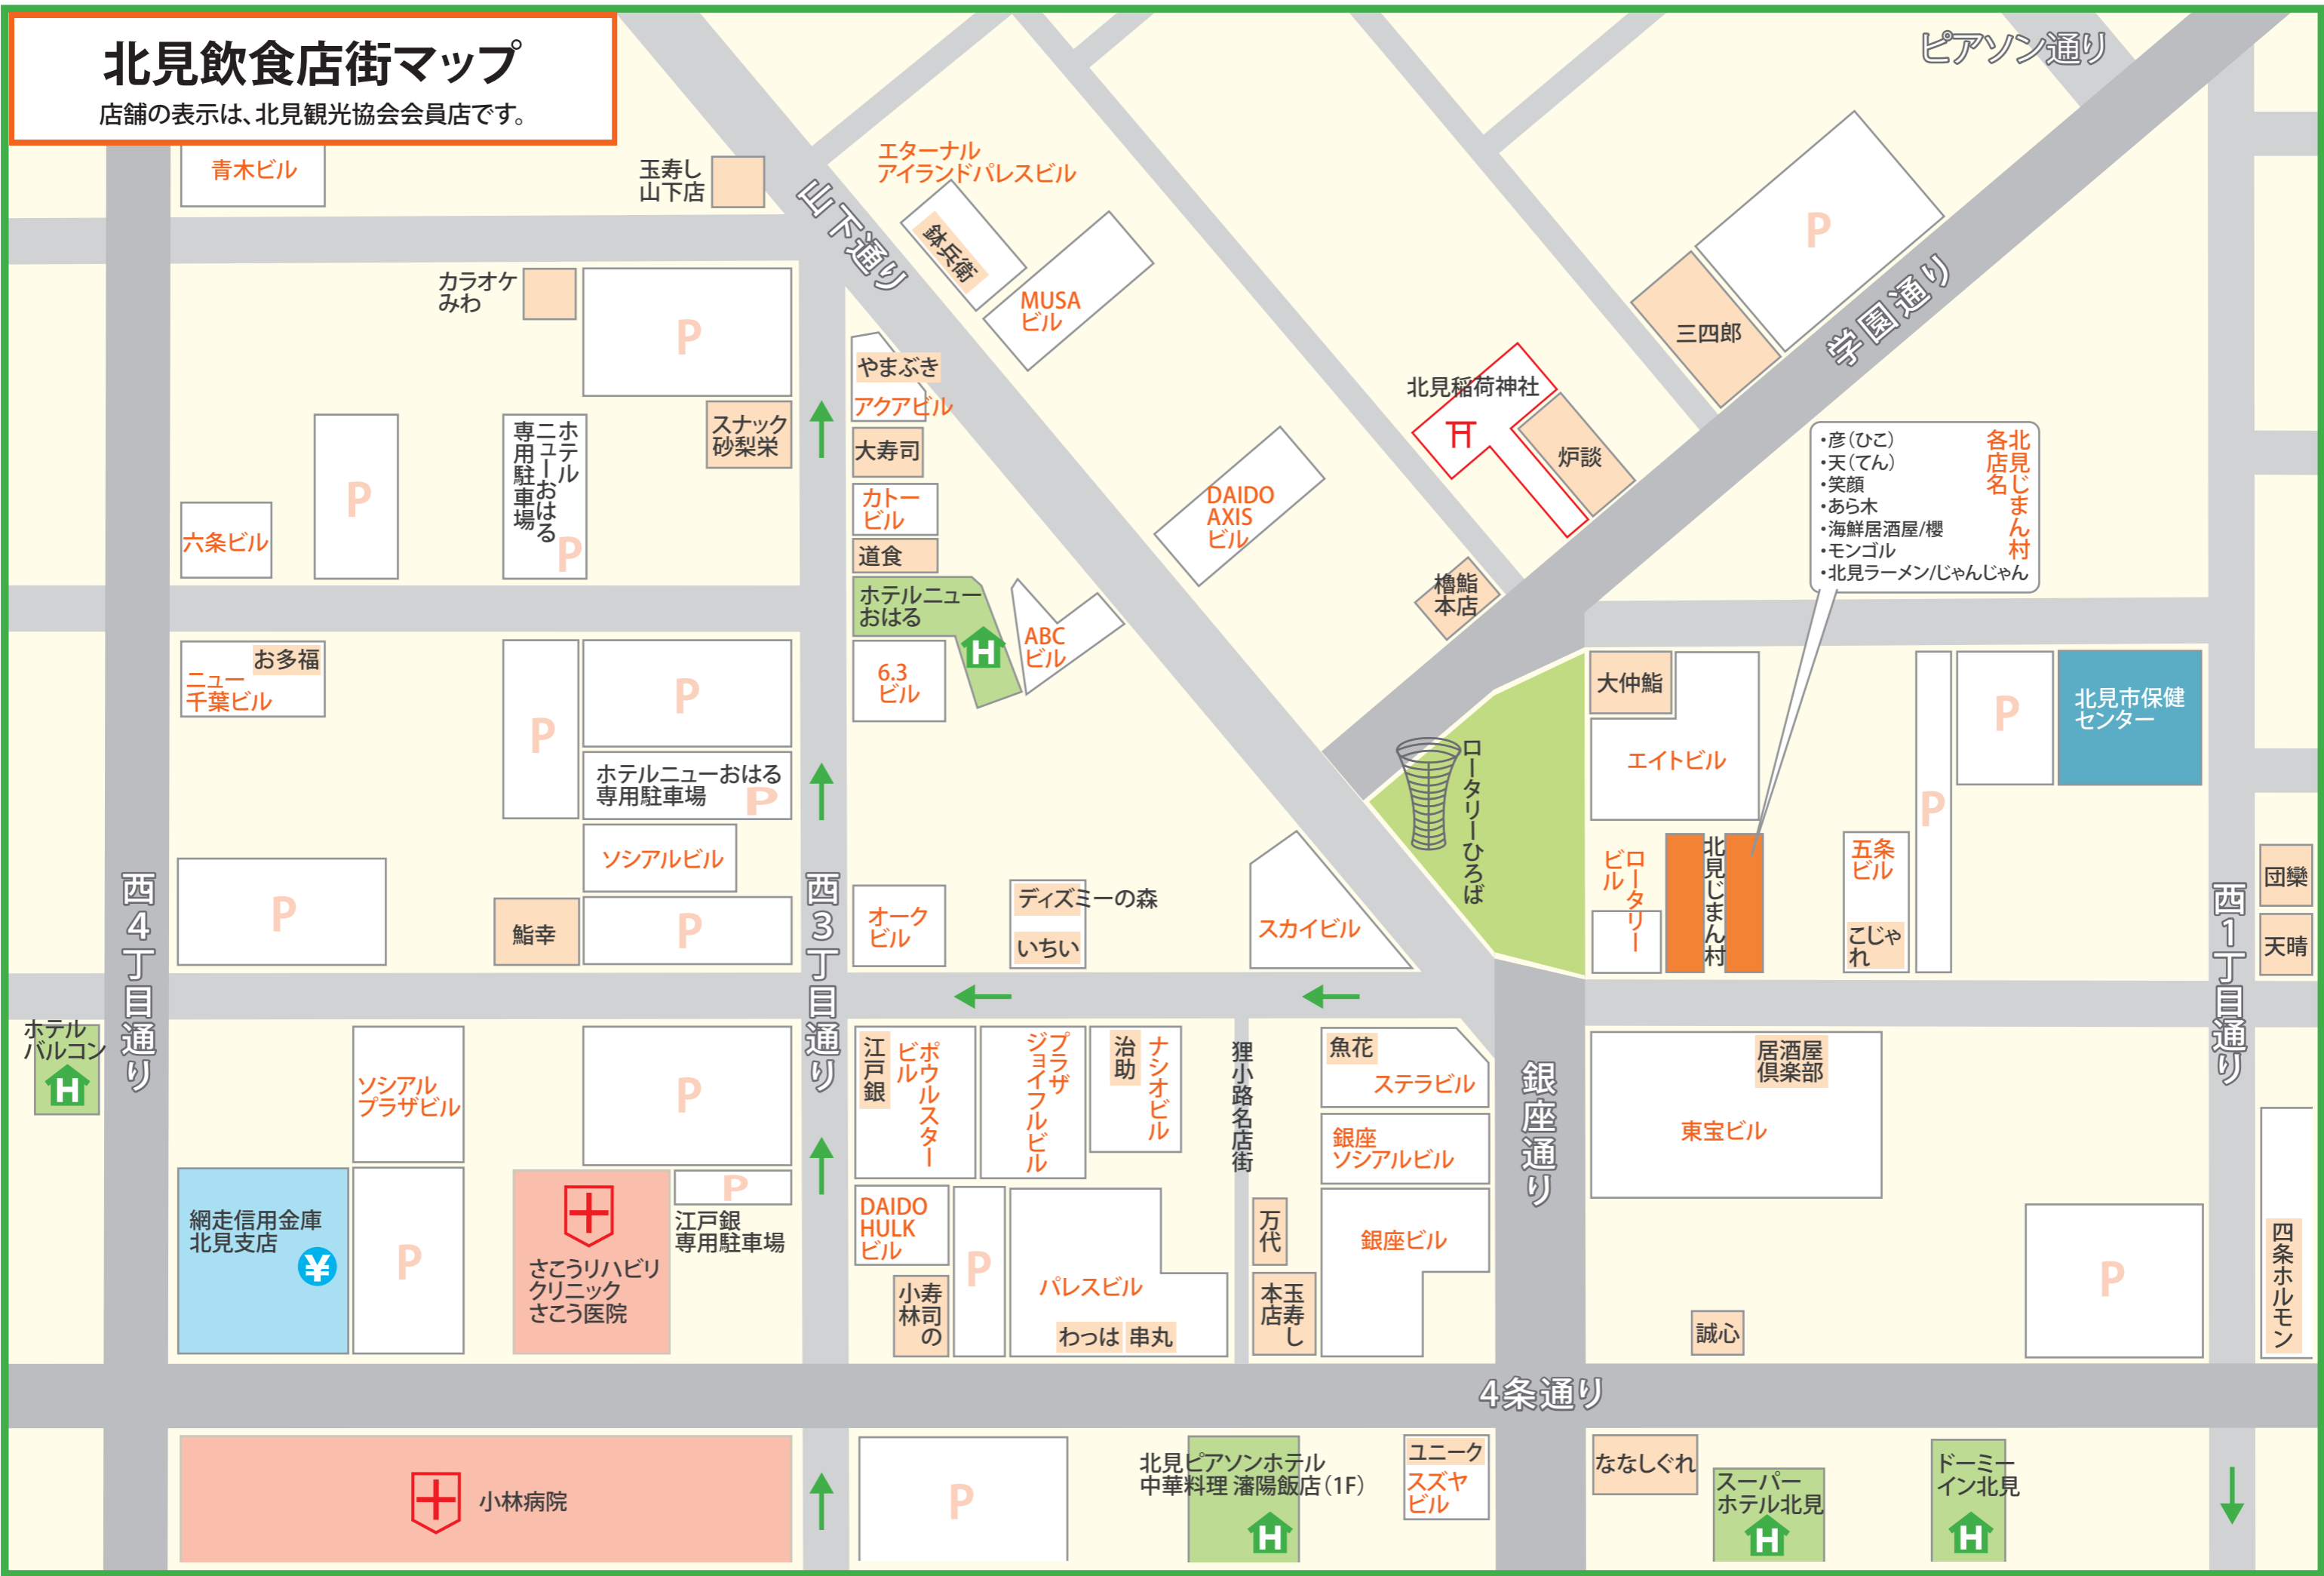 北見飲食店街マップ
店舗の表示は、北見観光協会会員店です。
ピアソン通り
青木ビル
玉寿し
山下店
エターナル
アイランドパレスビル
山下通り
鉢兵衛
MUSA
ビル
P
学園通り
三四郎
カラオケ
みわ
P
やまぶき
アクアビル
スナック
砂梨栄
大寿司
カトー
ビル
道食
ホテルニュー
おはる
H
ABC
ビル
6.3
ビル
北見稲荷神社
炉談
DAIDO
AXIS
ビル
櫓鮨
本店
北見じまん村
各店名
・彦(ひこ)
・天(てん)
・笑顔
・あら木
・海鮮居酒屋/櫻
・モンゴル
・北見ラーメン/じゃんじゃん
六条ビル
P
ホテル
ニューおはる
専用駐車場
P
お多福
ニュー
千葉ビル
P
P
ホテルニューおはる
専用駐車場
P
ソシアルビル
鮨幸
P
P
西4丁目通り
西3丁目通り
オーク
ビル
ディズミーの森
いちい
スカイビル
ロータリーひろば
大仲鮨
エイトビル
ロータリー
ビル
北見じまん村
五条
ビル
こじゃ
れ
P
P
北見市保健
センター
西1丁目通り
団欒
天晴
ホテル
バルコン
H
ソシアル
プラザビル
P
江戸銀
ボウルスター
ビル
プラザ
ジョイフルビル
治助
ナシオビル
狸小路名店街
魚花
ステラビル
銀座
ソシアルビル
銀座ビル
銀座通り
居酒屋
倶楽部
東宝ビル
網走信用金庫
北見支店
¥
P
さこうリハビリ
クリニック
さこう医院
P
江戸銀
専用駐車場
DAIDO
HULK
ビル
寿司の
小林
P
パレスビル
わっは
串丸
万代
玉寿し
本店
誠心
P
四条ホルモン
4条通り
小林病院
P
北見ピアソンホテル
中華料理 瀋陽飯店(1F)
H
ユニーク
スズヤ
ビル
ななしぐれ
スーパー
ホテル北見
H
ドーミー
イン北見
H